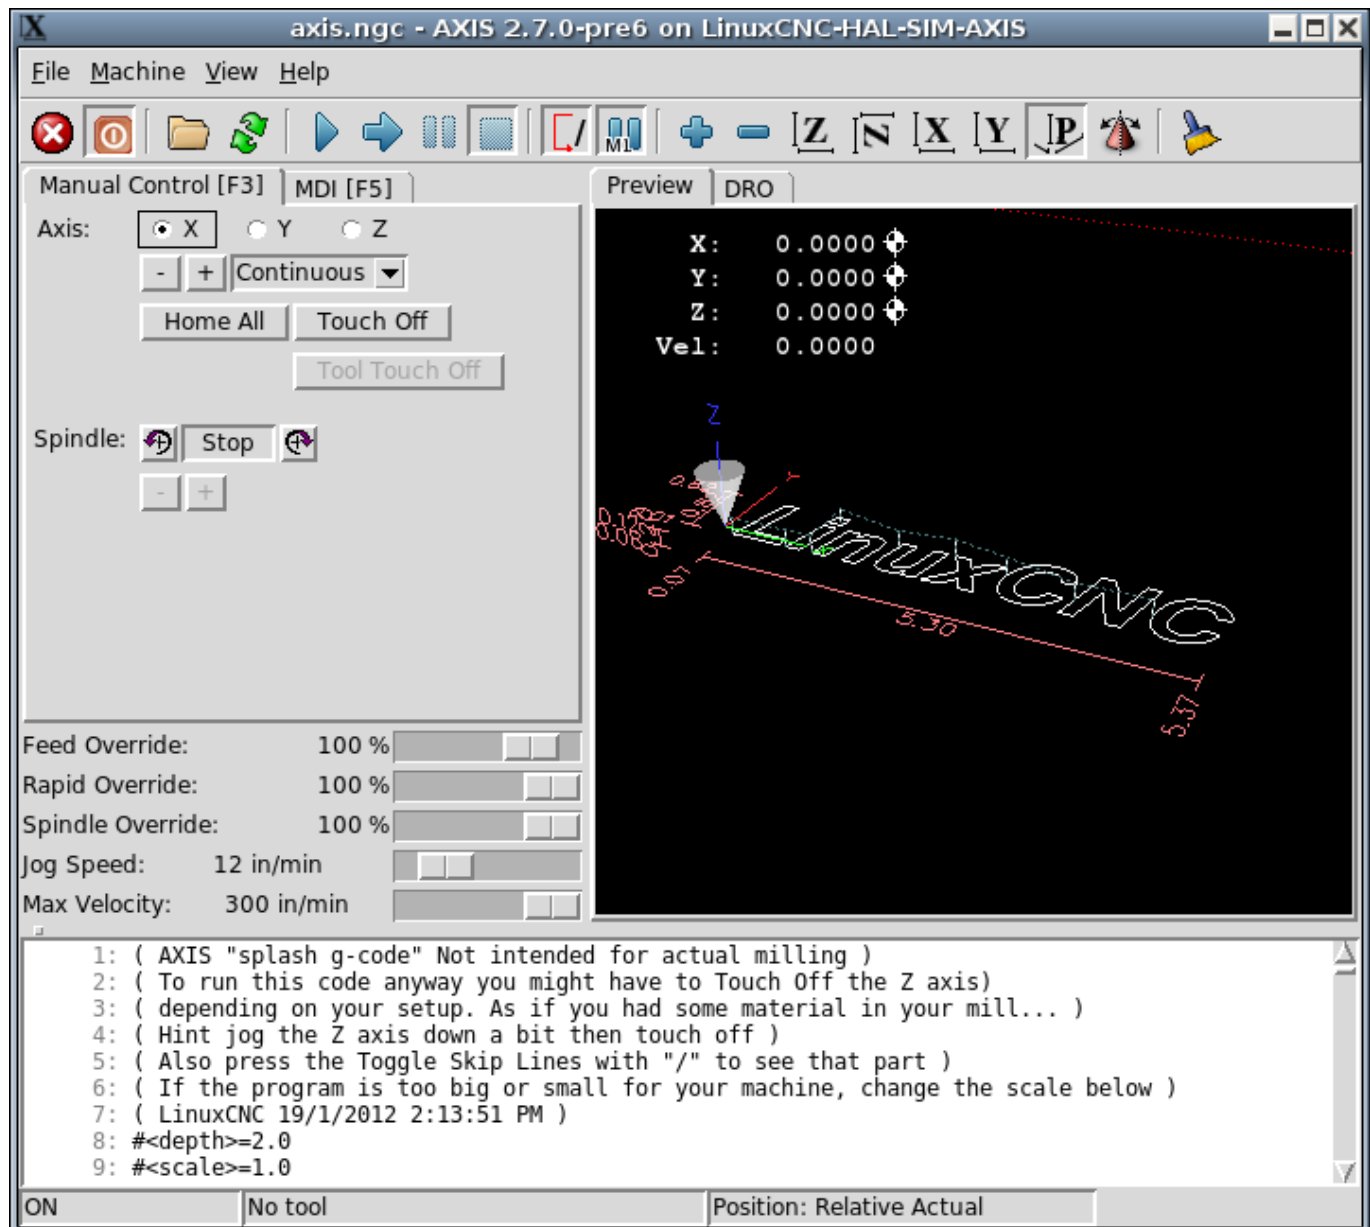 axis.ngc - AXIS 2.7.0-pre6 on LinuxCNC-HAL-SIM-AXIS
File Machine View Help
M1 Z N X Y P
Manual Control [F3] MDI [F5]
Preview DRO
Axis: X Y Z
- + Continuous
Home All Touch Off
Tool Touch Off
Spindle: Stop
- +
X: 0.0000
Y: 0.0000
Z: 0.0000
Vel: 0.0000
Z
Y
LinuxCNC
0.07
5.30
5.37
Feed Override: 100 %
Rapid Override: 100 %
Spindle Override: 100 %
Jog Speed: 12 in/min
Max Velocity: 300 in/min
1: ( AXIS "splash g-code" Not intended for actual milling )
2: ( To run this code anyway you might have to Touch Off the Z axis)
3: ( depending on your setup. As if you had some material in your mill... )
4: ( Hint jog the Z axis down a bit then touch off )
5: ( Also press the Toggle Skip Lines with "/" to see that part )
6: ( If the program is too big or small for your machine, change the scale below )
7: ( LinuxCNC 19/1/2012 2:13:51 PM )
8: #<depth>=2.0
9: #<scale>=1.0
ON No tool Position: Relative Actual